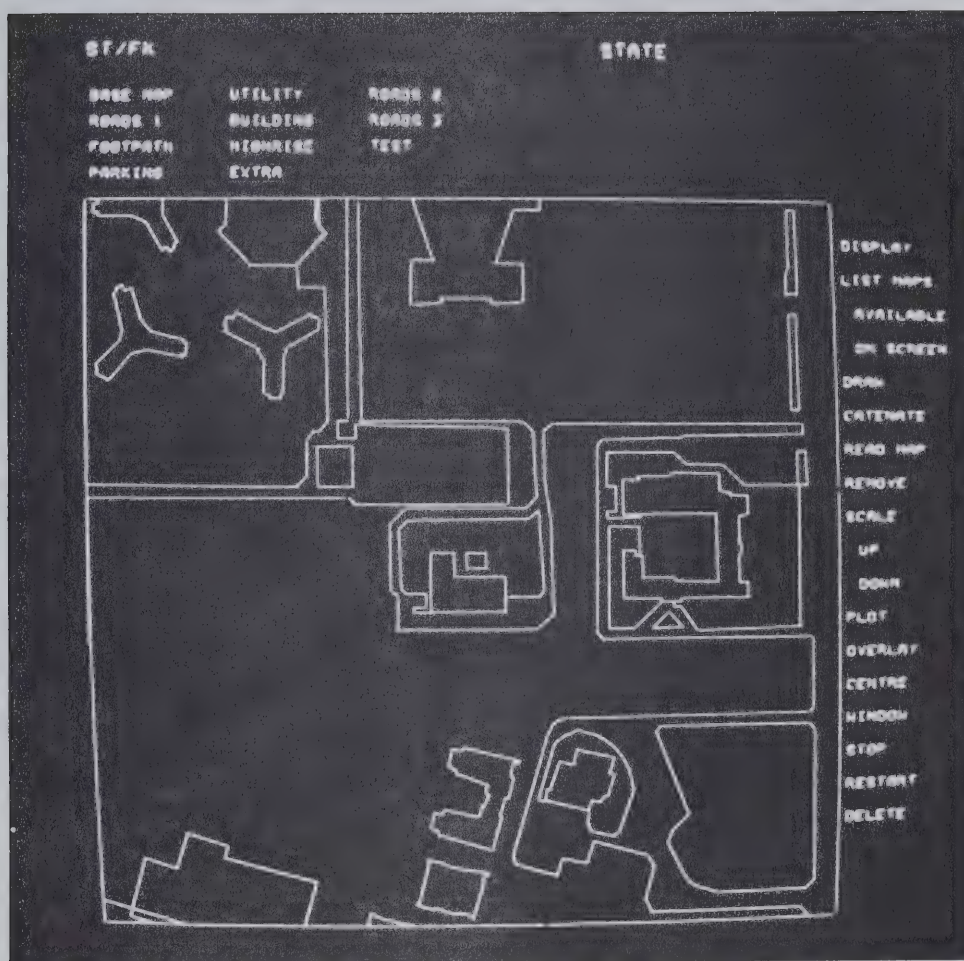 ST/FK STATE
BASE MAP UTILITY ROADS 2
ROADS 1 BUILDING ROADS 3
FOOTPATH HIGHRISE TEST
PARKING EXTRA
DISPLAY
LIST MAPS
AVAILABLE
ON SCREEN
DRAW
CATENATE
READ MAP
REMOVE
SCALE
UP
DOWN
PLOT
OVERLAY
CENTRE
WINDOW
STOP
RESTART
DELETE